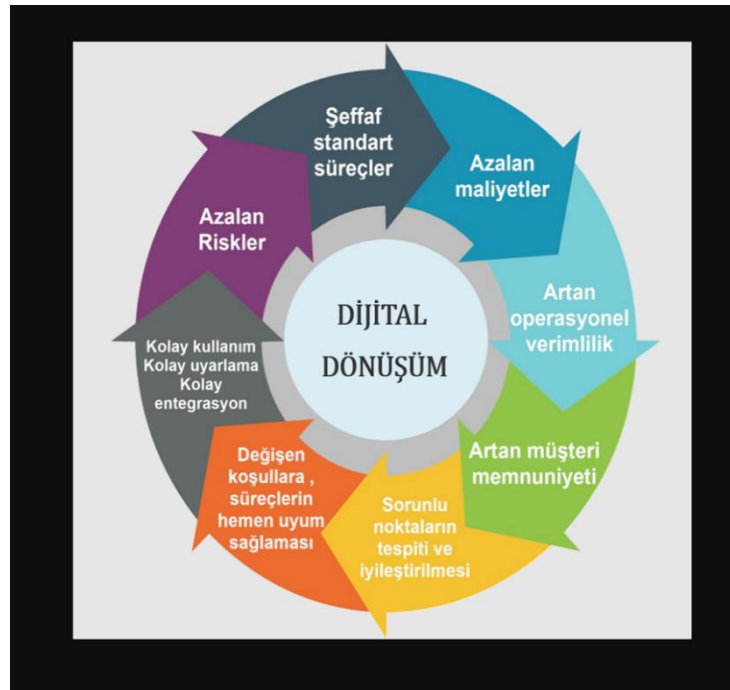 Şeffaf
standart
süreçler
Azalan
maliyetler
Artan
operasyonel
verimlilik
Artan müşteri
memnuniyeti
Sorunlu
noktaların
tespiti ve
iyileştirilmesi
Değişen
koşullara ,
süreçlerin
hemen uyum
sağlaması
Kolay kullanım
Kolay uyarlama
Kolay
entegrasyon
Azalan
Riskler
DİJİTAL
DÖNÜŞÜM